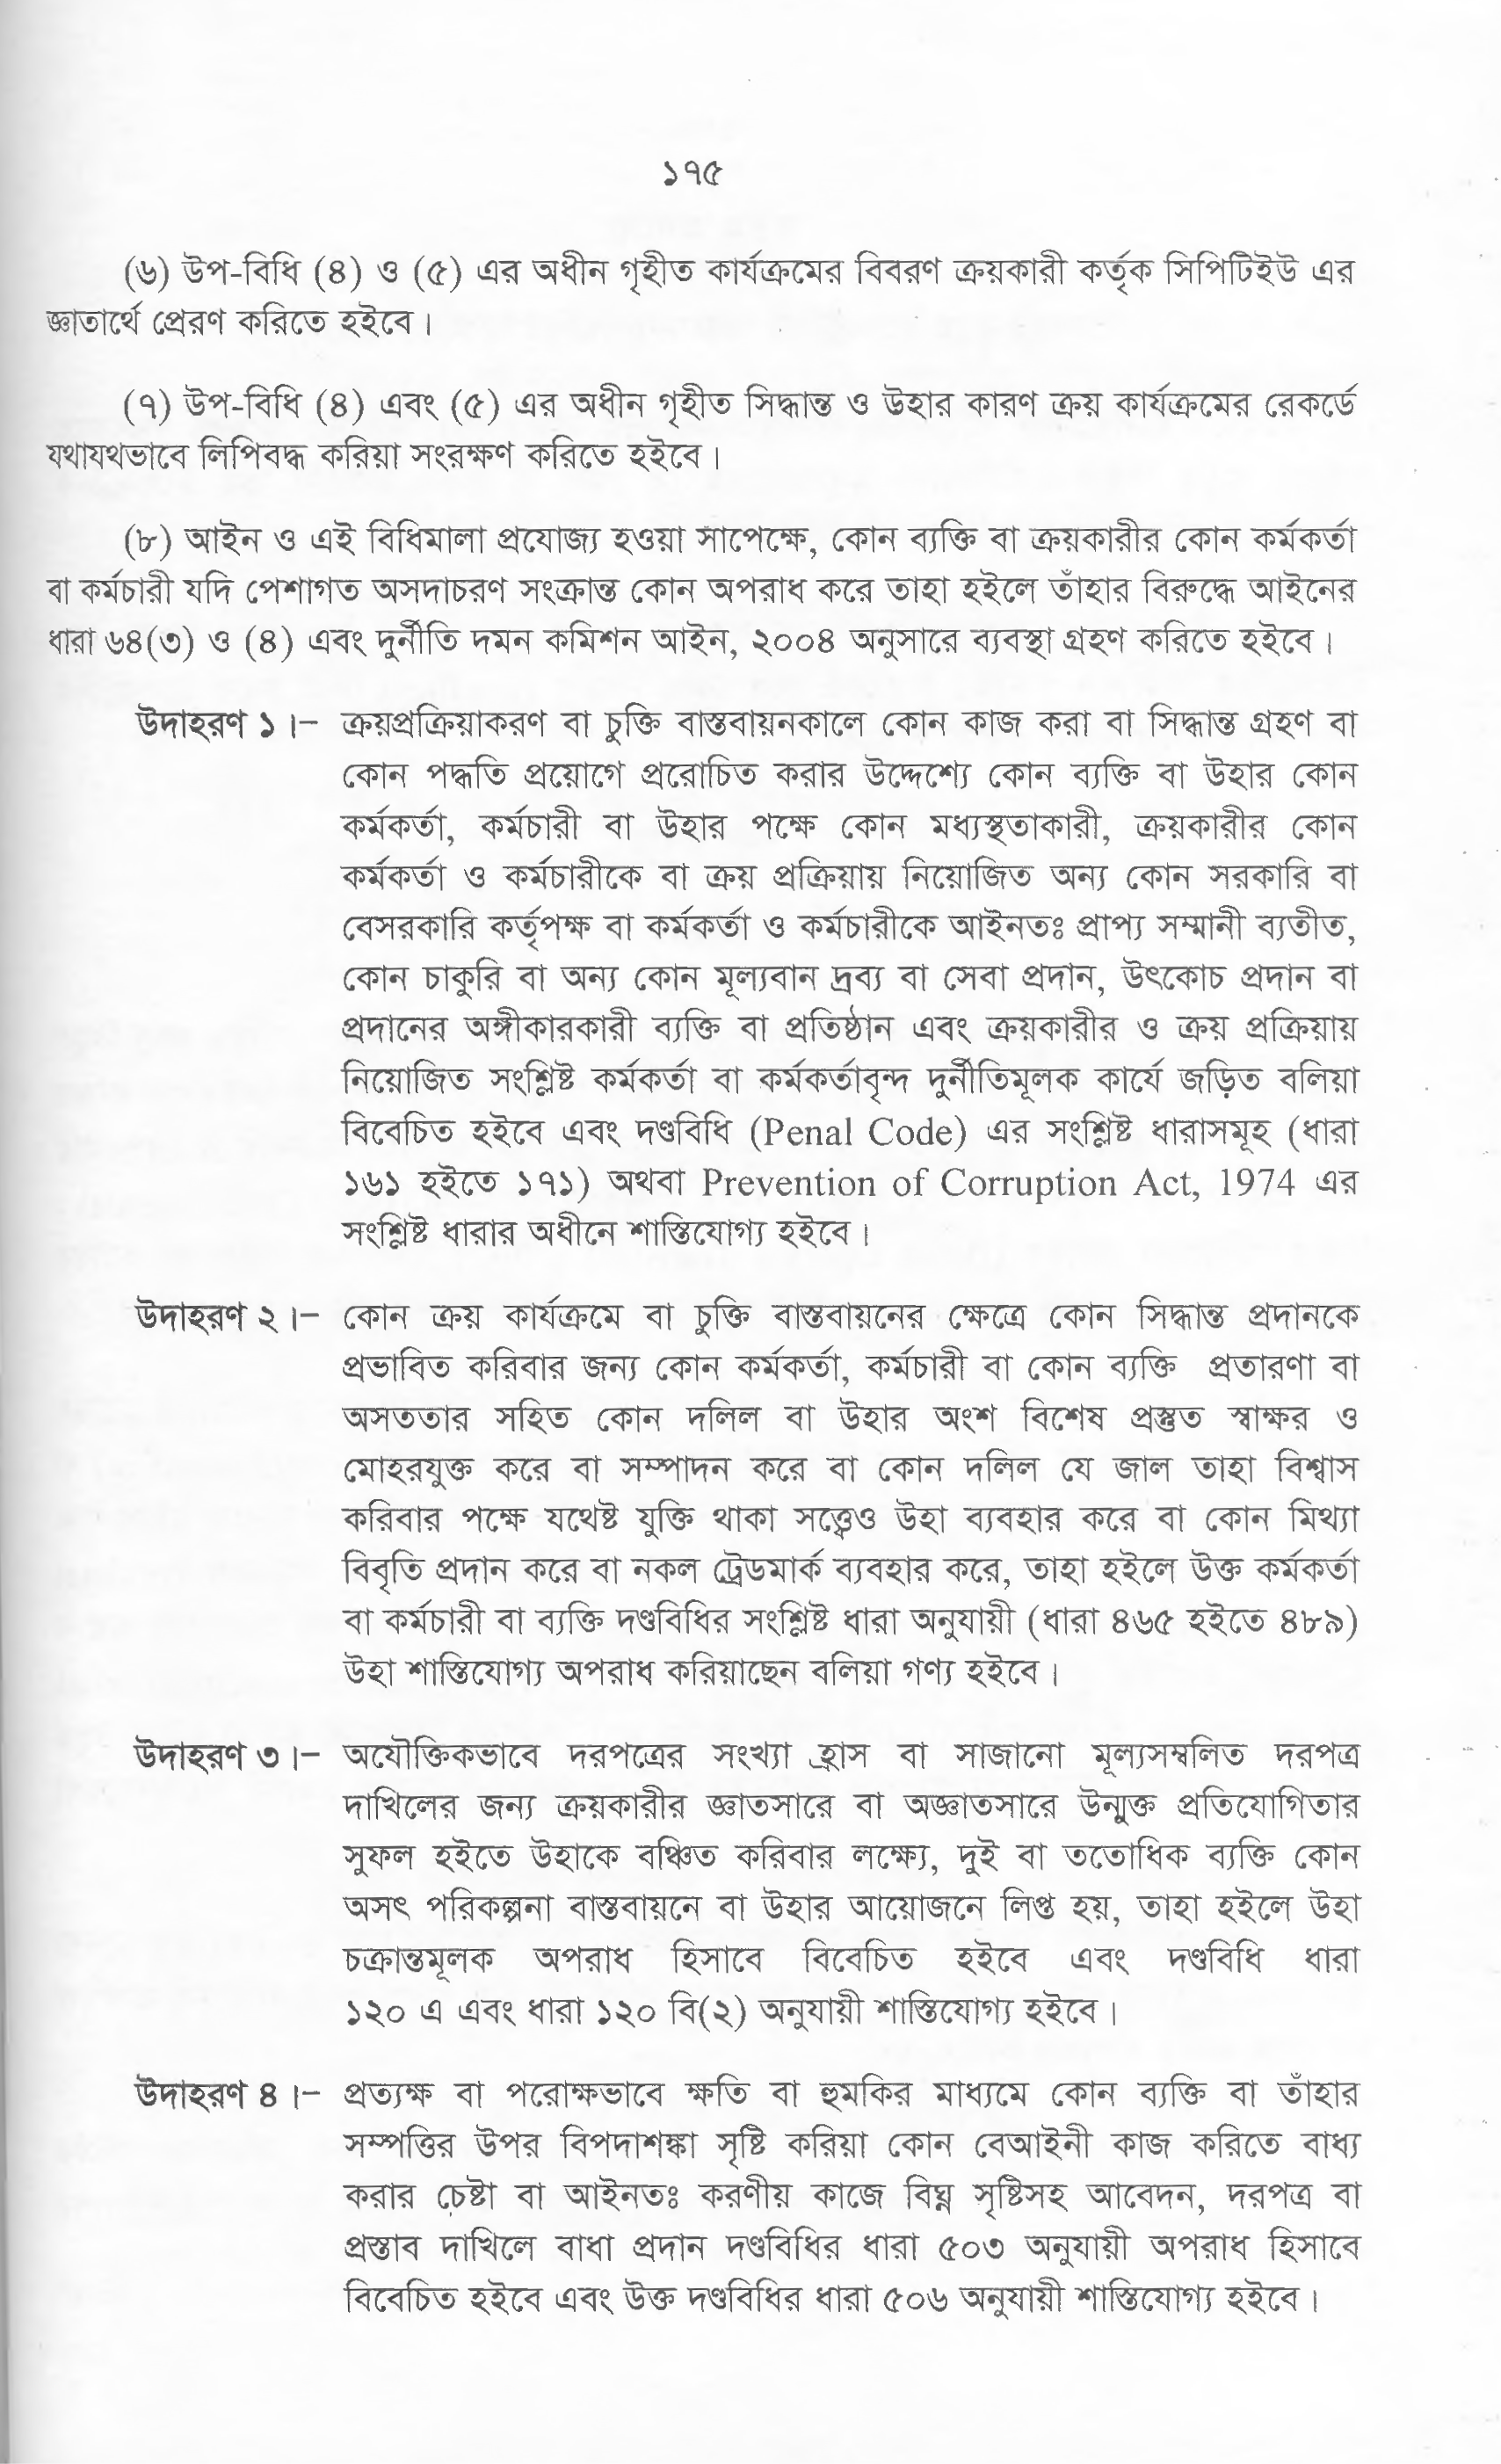 ১৭৫
(৬) উপ-বিধি (৪) ও (৫) এর অধীন গৃহীত কার্যক্রমের বিবরণ ক্রয়কারী কর্তৃক সিপিটিইউ এর
জ্ঞাতার্থে প্রেরণ করিতে হইবে।
(৭) উপ-বিধি (৪) এবং (৫) এর অধীন গৃহীত সিদ্ধান্ত ও উহার কারণ ক্রয় কার্যক্রমের রেকর্ডে
যথাযথভাবে লিপিবদ্ধ করিয়া সংরক্ষণ করিতে হইবে।
(৮) আইন ও এই বিধিমালা প্রযোজ্য হওয়া সাপেক্ষে, কোন ব্যক্তি বা ক্রয়কারীর কোন কর্মকর্তা
বা কর্মচারী যদি পেশাগত অসদাচরণ সংক্রান্ত কোন অপরাধ করে তাহা হইলে তাঁহার বিরুদ্ধে আইনের
ধারা ৬৪(৩) ও (৪) এবং দুর্নীতি দমন কমিশন আইন, ২০০৪ অনুসারে ব্যবস্থা গ্রহণ করিতে হইবে।
উদাহরণ ১।– ক্রয়প্রক্রিয়াকরণ বা চুক্তি বাস্তবায়নকালে কোন কাজ করা বা সিদ্ধান্ত গ্রহণ বা
কোন পদ্ধতি প্রয়োগে প্ররোচিত করার উদ্দেশ্যে কোন ব্যক্তি বা উহার কোন
কর্মকর্তা, কর্মচারী বা উহার পক্ষে কোন মধ্যস্থতাকারী, ক্রয়কারীর কোন
কর্মকর্তা ও কর্মচারীকে বা ক্রয় প্রক্রিয়ায় নিয়োজিত অন্য কোন সরকারি বা
বেসরকারি কর্তৃপক্ষ বা কর্মকর্তা ও কর্মচারীকে আইনতঃ প্রাপ্য সম্মানী ব্যতীত,
কোন চাকুরি বা অন্য কোন মূল্যবান দ্রব্য বা সেবা প্রদান, উৎকোচ প্রদান বা
প্রদানের অঙ্গীকারকারী ব্যক্তি বা প্রতিষ্ঠান এবং ক্রয়কারীর ও ক্রয় প্রক্রিয়ায়
নিয়োজিত সংশ্লিষ্ট কর্মকর্তা বা কর্মকর্তাবৃন্দ দুর্নীতিমূলক কার্যে জড়িত বলিয়া
বিবেচিত হইবে এবং দণ্ডবিধি (Penal Code) এর সংশ্লিষ্ট ধারাসমূহ (ধারা
১৬১ হইতে ১৭১) অথবা Prevention of Corruption Act, 1974 এর
সংশ্লিষ্ট ধারার অধীনে শাস্তিযোগ্য হইবে।
উদাহরণ ২।– কোন ক্রয় কার্যক্রমে বা চুক্তি বাস্তবায়নের ক্ষেত্রে কোন সিদ্ধান্ত প্রদানকে
প্রভাবিত করিবার জন্য কোন কর্মকর্তা, কর্মচারী বা কোন ব্যক্তি প্রতারণা বা
অসততার সহিত কোন দলিল বা উহার অংশ বিশেষ প্রস্তুত স্বাক্ষর ও
মোহরযুক্ত করে বা সম্পাদন করে বা কোন দলিল যে জাল তাহা বিশ্বাস
করিবার পক্ষে যথেষ্ট যুক্তি থাকা সত্ত্বেও উহা ব্যবহার করে বা কোন মিথ্যা
বিবৃতি প্রদান করে বা নকল ট্রেডমার্ক ব্যবহার করে, তাহা হইলে উক্ত কর্মকর্তা
বা কর্মচারী বা ব্যক্তি দণ্ডবিধির সংশ্লিষ্ট ধারা অনুযায়ী (ধারা ৪৬৫ হইতে ৪৮৯)
উহা শাস্তিযোগ্য অপরাধ করিয়াছেন বলিয়া গণ্য হইবে।
উদাহরণ ৩।– অযৌক্তিকভাবে দরপত্রের সংখ্যা হ্রাস বা সাজানো মূল্যসম্বলিত দরপত্র
দাখিলের জন্য ক্রয়কারীর জ্ঞাতসারে বা অজ্ঞাতসারে উন্মুক্ত প্রতিযোগিতার
সুফল হইতে উহাকে বঞ্চিত করিবার লক্ষ্যে, দুই বা ততোধিক ব্যক্তি কোন
অসৎ পরিকল্পনা বাস্তবায়নে বা উহার আয়োজনে লিপ্ত হয়, তাহা হইলে উহা
চক্রান্তমূলক অপরাধ হিসাবে বিবেচিত হইবে এবং দণ্ডবিধি ধারা
১২০ এ এবং ধারা ১২০ বি(২) অনুযায়ী শাস্তিযোগ্য হইবে।
উদাহরণ ৪।– প্রত্যক্ষ বা পরোক্ষভাবে ক্ষতি বা হুমকির মাধ্যমে কোন ব্যক্তি বা তাঁহার
সম্পত্তির উপর বিপদাশঙ্কা সৃষ্টি করিয়া কোন বেআইনী কাজ করিতে বাধ্য
করার চেষ্টা বা আইনতঃ করণীয় কাজে বিঘ্ন সৃষ্টিসহ আবেদন, দরপত্র বা
প্রস্তাব দাখিলে বাধা প্রদান দণ্ডবিধির ধারা ৫০৩ অনুযায়ী অপরাধ হিসাবে
বিবেচিত হইবে এবং উক্ত দণ্ডবিধির ধারা ৫০৬ অনুযায়ী শাস্তিযোগ্য হইবে।